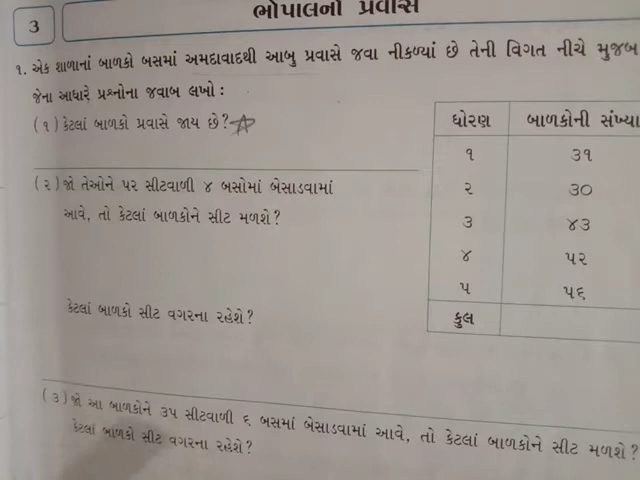 3
ભોપાલનો પ્રવાસ
૧. એક શાળાનાં બાળકો બસમાં અમદાવાદથી આબુ પ્રવાસે જવા નીકળ્યાં છે તેની વિગત નીચે મુજબ
જેના આધારે પ્રશ્નોના જવાબ લખો :
(૧) કેટલાં બાળકો પ્રવાસે જાય છે?
(૨) જો તેઓને ૫૨ સીટવાળી ૪ બસોમાં બેસાડવામાં
આવે, તો કેટલાં બાળકોને સીટ મળશે?
કેટલાં બાળકો સીટ વગરના રહેશે?
ધોરણ બાળકોની સંખ્યા
૧ ૩૧
૨ ૩૦
૩ ૪૩
૪ ૫૨
૫ ૫૬
કુલ
(૩) જો આ બાળકોને ૩૫ સીટવાળી ૬ બસમાં બેસાડવામાં આવે, તો કેટલાં બાળકોને સીટ મળશે?
કેટલાં બાળકો સીટ વગરના રહેશે?